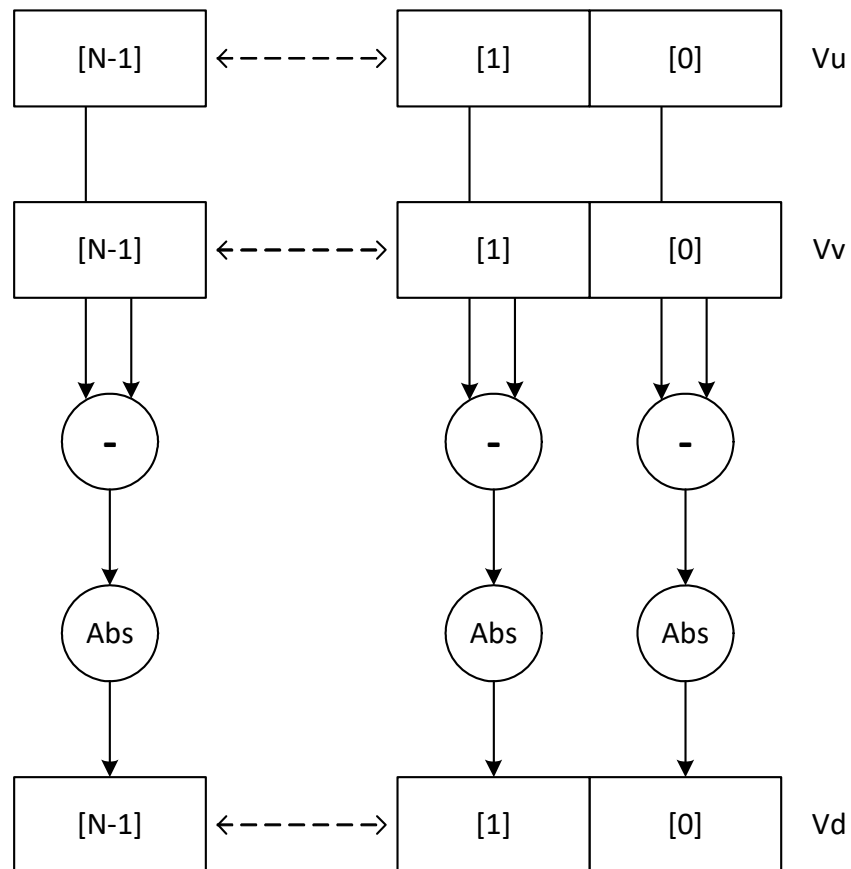 [N-1] [1] [0] Vu
[N-1] [1] [0] Vv
- - -
Abs Abs Abs
[N-1] [1] [0] Vd